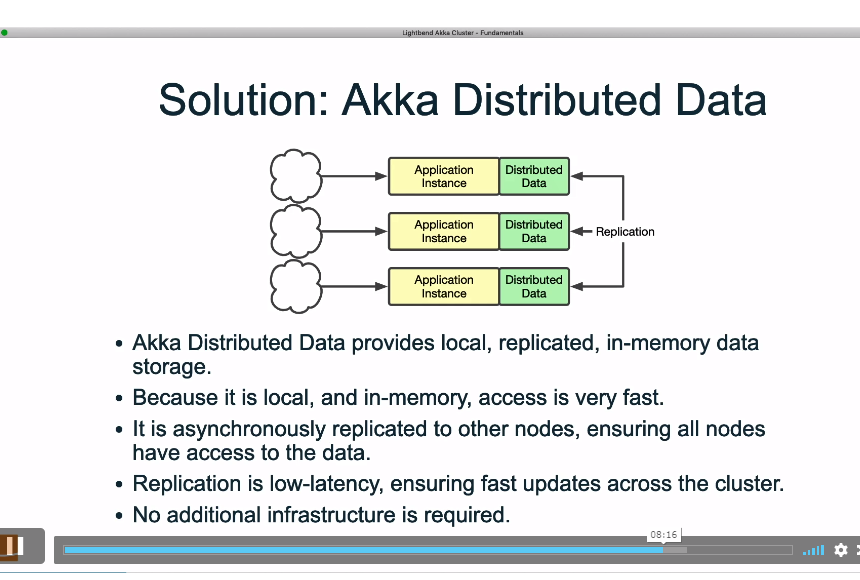 Lightbend Akka Cluster - Fundamentals
Solution: Akka Distributed Data
Application
Instance
Distributed
Data
Application
Instance
Distributed
Data
Replication
Application
Instance
Distributed
Data
• Akka Distributed Data provides local, replicated, in-memory data
storage.
• Because it is local, and in-memory, access is very fast.
• It is asynchronously replicated to other nodes, ensuring all nodes
have access to the data.
• Replication is low-latency, ensuring fast updates across the cluster.
• No additional infrastructure is required.
08:16